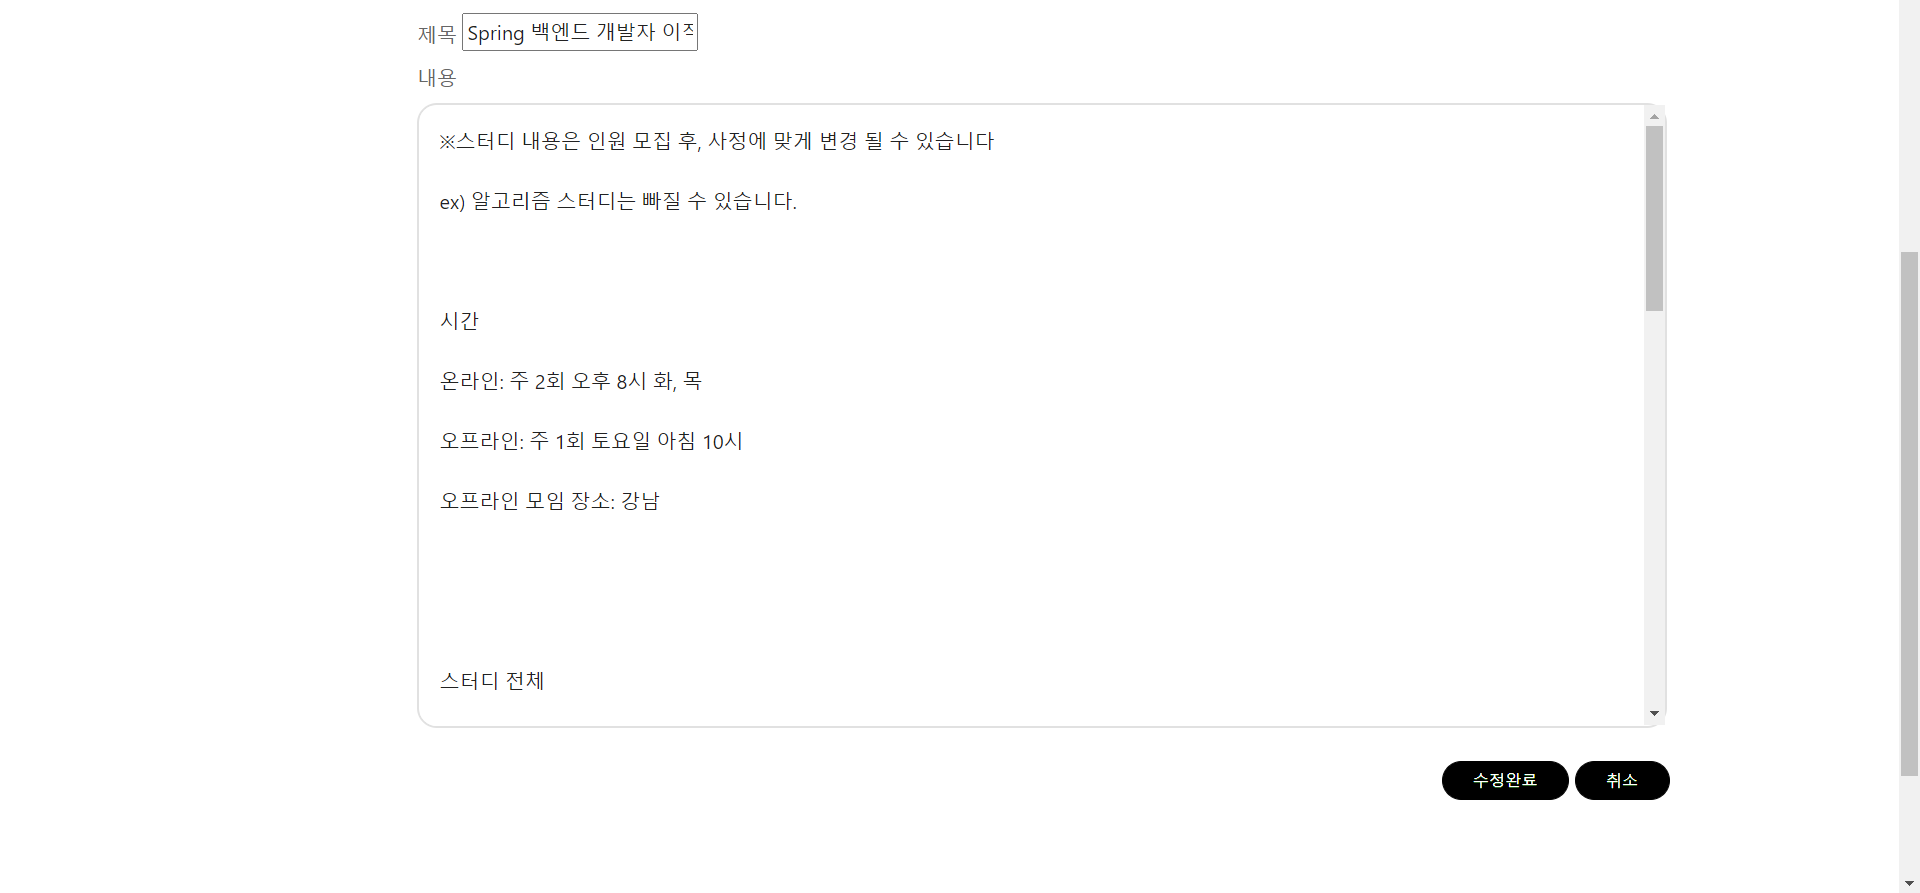 제목 Spring 백엔드 개발자
내용
※스터디 내용은 인원 모집 후, 사정에 맞게 변경 될 수 있습니다
ex) 알고리즘 스터디는 빠질 수 있습니다.
시간
온라인: 주 2회 오후 8시 화, 목
오프라인: 주 1회 토요일 아침 10시
오프라인 모임 장소: 강남
스터디 전체
수정완료 취소